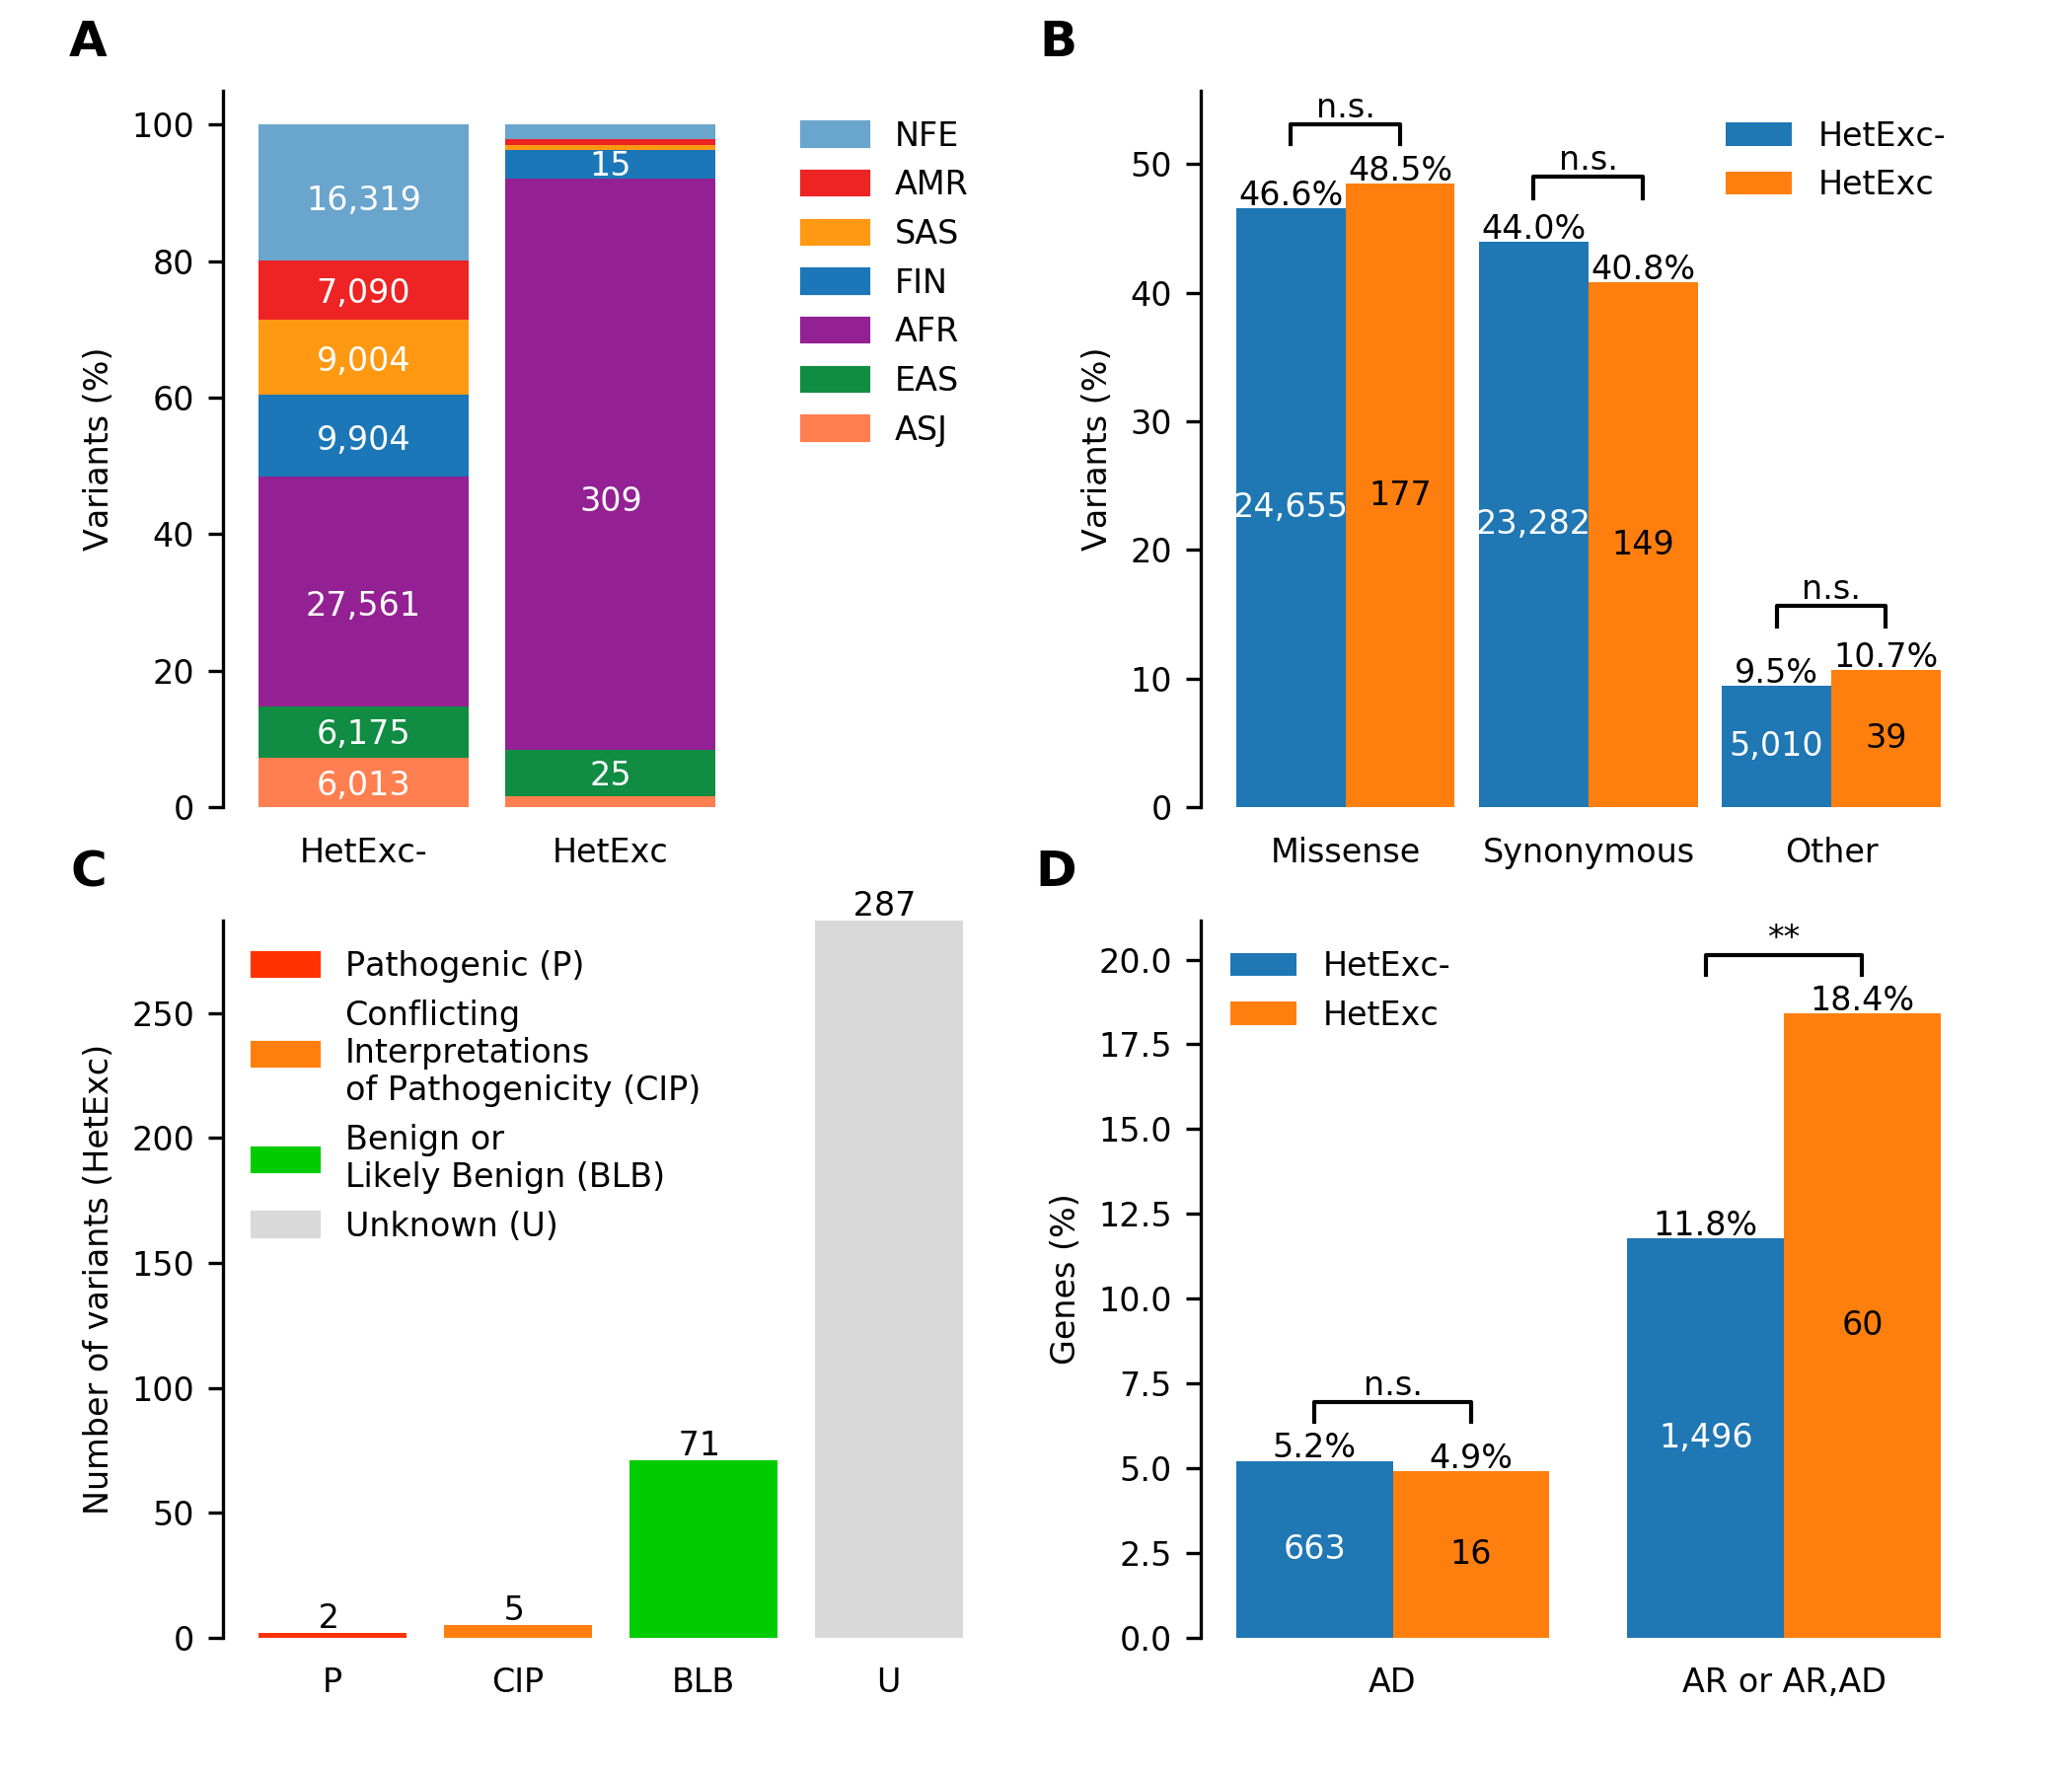 A
Variants (%)
100
80
60
40
20
0
16,319
7,090
9,004
9,904
27,561
6,175
6,013
15
309
25
HetExc-
HetExc
NFE
AMR
SAS
FIN
AFR
EAS
ASJ
B
Variants (%)
50
40
30
20
10
0
n.s.
46.6%
48.5%
24,655
177
n.s.
44.0%
40.8%
23,282
149
n.s.
9.5%
10.7%
5,010
39
Missense
Synonymous
Other
HetExc-
HetExc
C
Number of variants (HetExc)
250
200
150
100
50
0
Pathogenic (P)
Conflicting
Interpretations
of Pathogenicity (CIP)
Benign or
Likely Benign (BLB)
Unknown (U)
2
5
71
287
P
CIP
BLB
U
D
Genes (%)
20.0
17.5
15.0
12.5
10.0
7.5
5.0
2.5
0.0
HetExc-
HetExc
n.s.
5.2%
4.9%
663
16
**
11.8%
18.4%
1,496
60
AD
AR or AR,AD